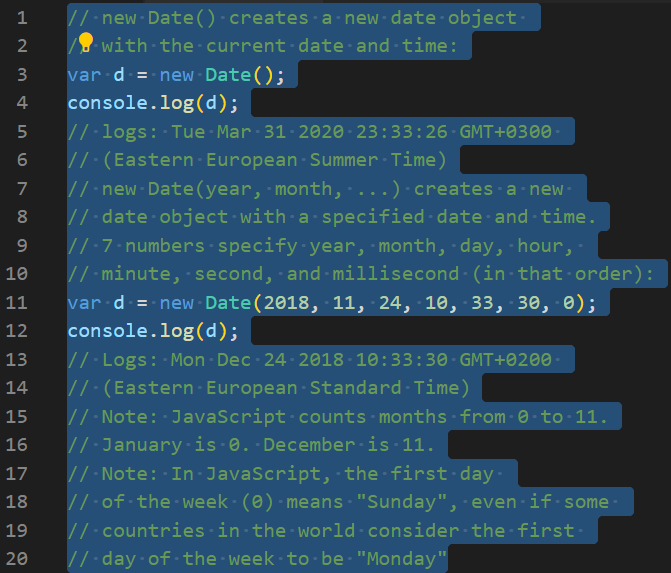 1 // new Date() creates a new date object
2 // with the current date and time:
3 var d = new Date();
4 console.log(d);
5 // logs: Tue Mar 31 2020 23:33:26 GMT+0300
6 // (Eastern European Summer Time)
7 // new Date(year, month, ...) creates a new
8 // date object with a specified date and time.
9 // 7 numbers specify year, month, day, hour,
10 // minute, second, and millisecond (in that order):
11 var d = new Date(2018, 11, 24, 10, 33, 30, 0);
12 console.log(d);
13 // Logs: Mon Dec 24 2018 10:33:30 GMT+0200
14 // (Eastern European Standard Time)
15 // Note: JavaScript counts months from 0 to 11.
16 // January is 0. December is 11.
17 // Note: In JavaScript, the first day
18 // of the week (0) means "Sunday", even if some
19 // countries in the world consider the first
20 // day of the week to be "Monday"